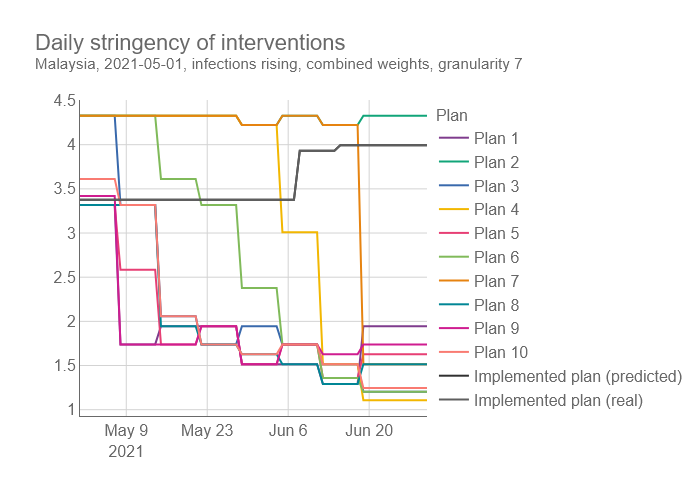 Daily stringency of interventions
Malaysia, 2021-05-01, infections rising, combined weights, granularity 7
4.5
4
3.5
3
2.5
2
1.5
1
May 9
2021
May 23
Jun 6
Jun 20
Plan
Plan 1
Plan 2
Plan 3
Plan 4
Plan 5
Plan 6
Plan 7
Plan 8
Plan 9
Plan 10
Implemented plan (predicted)
Implemented plan (real)